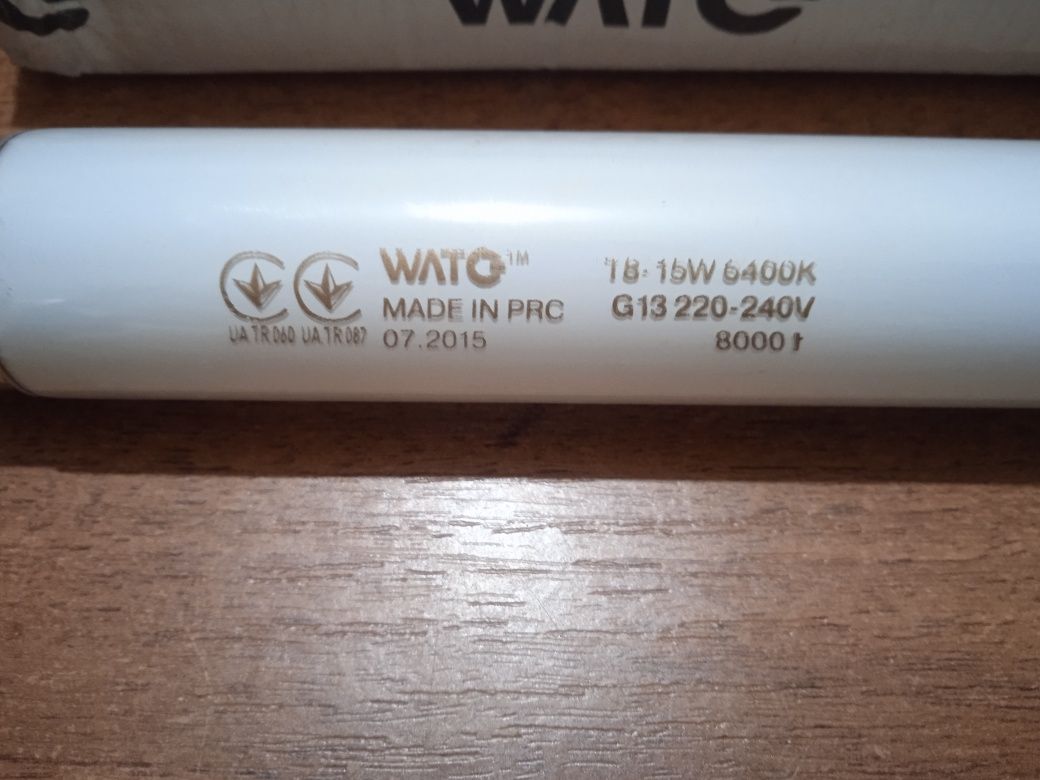 WATC
WATC™
T8-15W 6400K
MADE IN PRC
G13 220-240V
UA.TR.060 UA.TR.087
07.2015
8000 h